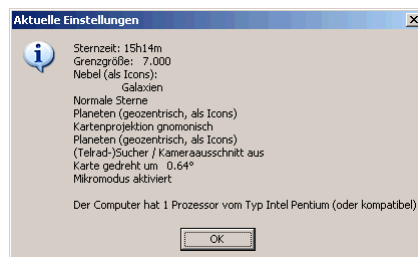 Aktuelle Einstellungen
Sternzeit: 15h14m
Grenzgröße: 7.000
Nebel (als Icons):
Galaxien
Normale Sterne
Planeten (geozentrisch, als Icons)
Kartenprojektion gnomonisch
Planeten (geozentrisch, als Icons)
(Telrad-)Sucher / Kameraausschnitt aus
Karte gedreht um 0.64°
Mikromodus aktiviert
Der Computer hat 1 Prozessor vom Typ Intel Pentium (oder kompatibel)
OK